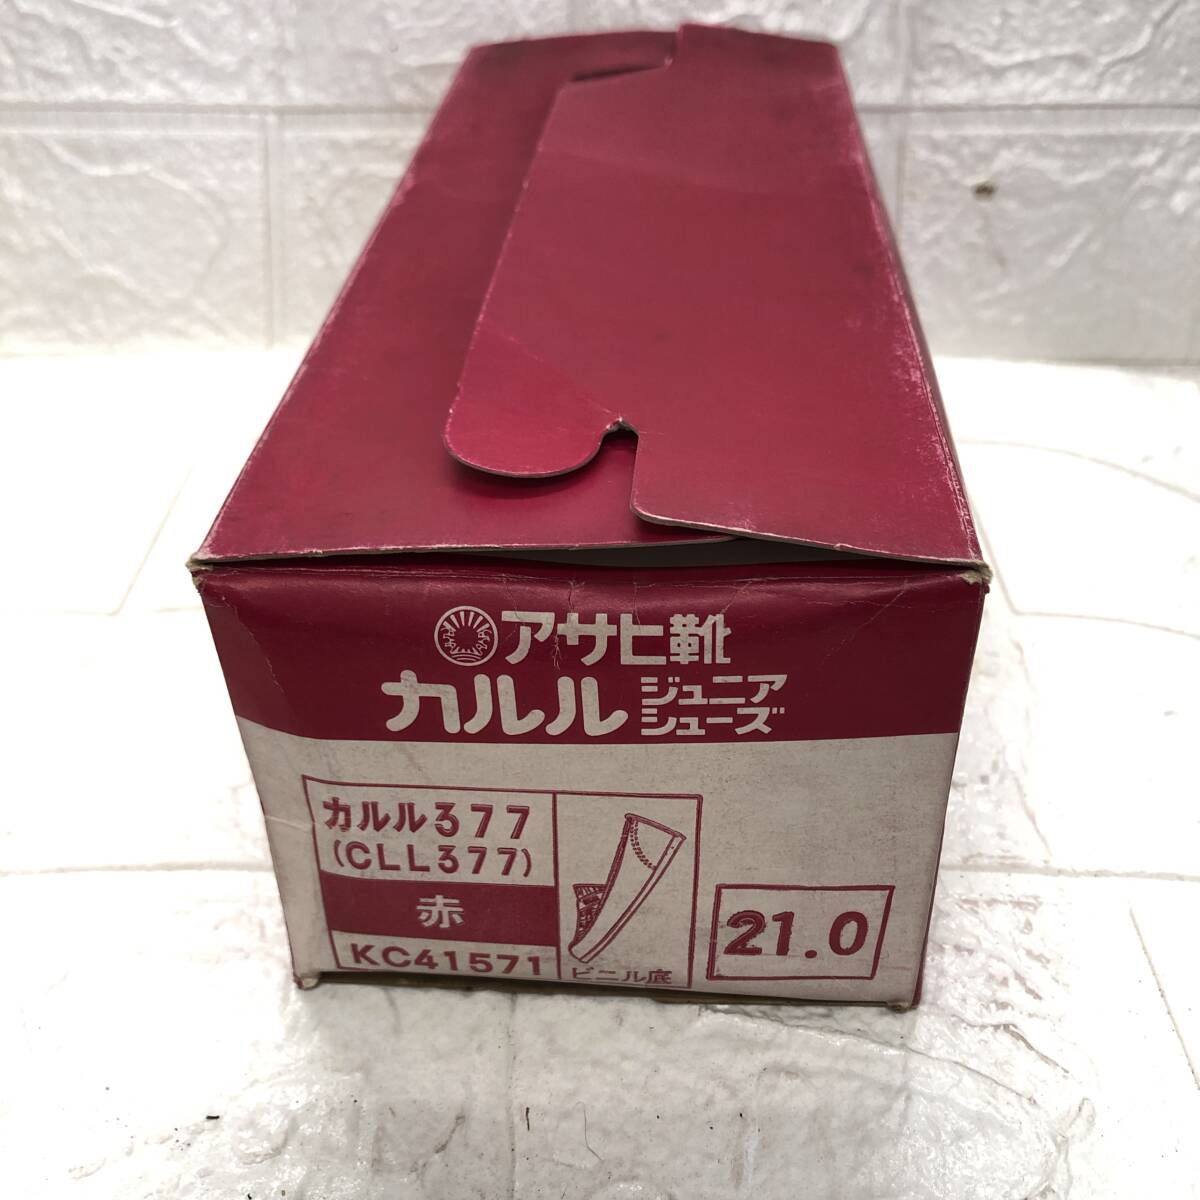 アサヒ靴
カルル ジュニア
シューズ
カルル377
(CLL377)
赤
KC41571
ビニル底
21.0